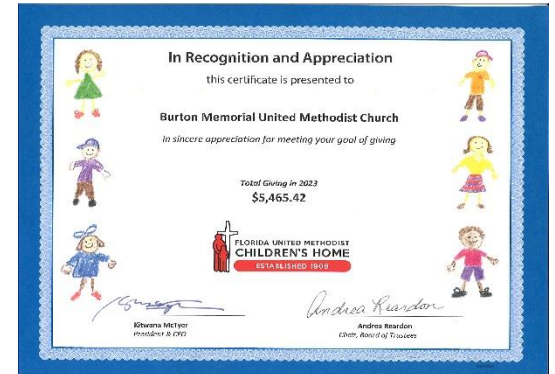 In Recognition and Appreciation
this certificate is presented to
Burton Memorial United Methodist Church
in sincere appreciation for meeting your goal of giving
Total Giving in 2023
$5,465.42
FLORIDA UNITED METHODIST
CHILDREN'S HOME
ESTABLISHED 1908
Andrea Reardon
Kitwana McTyer
President & CEO
Andrea Reardon
Chair, Board of Trustees